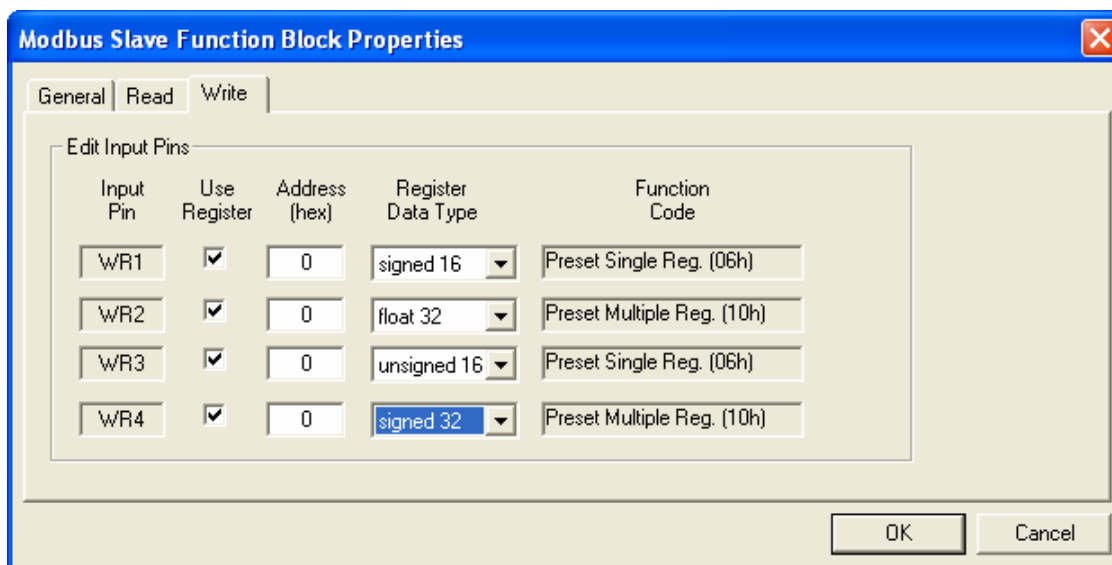 Modbus Slave Function Block Properties
General Read Write
Edit Input Pins
Input Pin Use Register Address (hex) Register Data Type Function Code
WR1 0 signed 16 Preset Single Reg. (06h)
WR2 0 float 32 Preset Multiple Reg. (10h)
WR3 0 unsigned 16 Preset Single Reg. (06h)
WR4 0 signed 32 Preset Multiple Reg. (10h)
OK Cancel